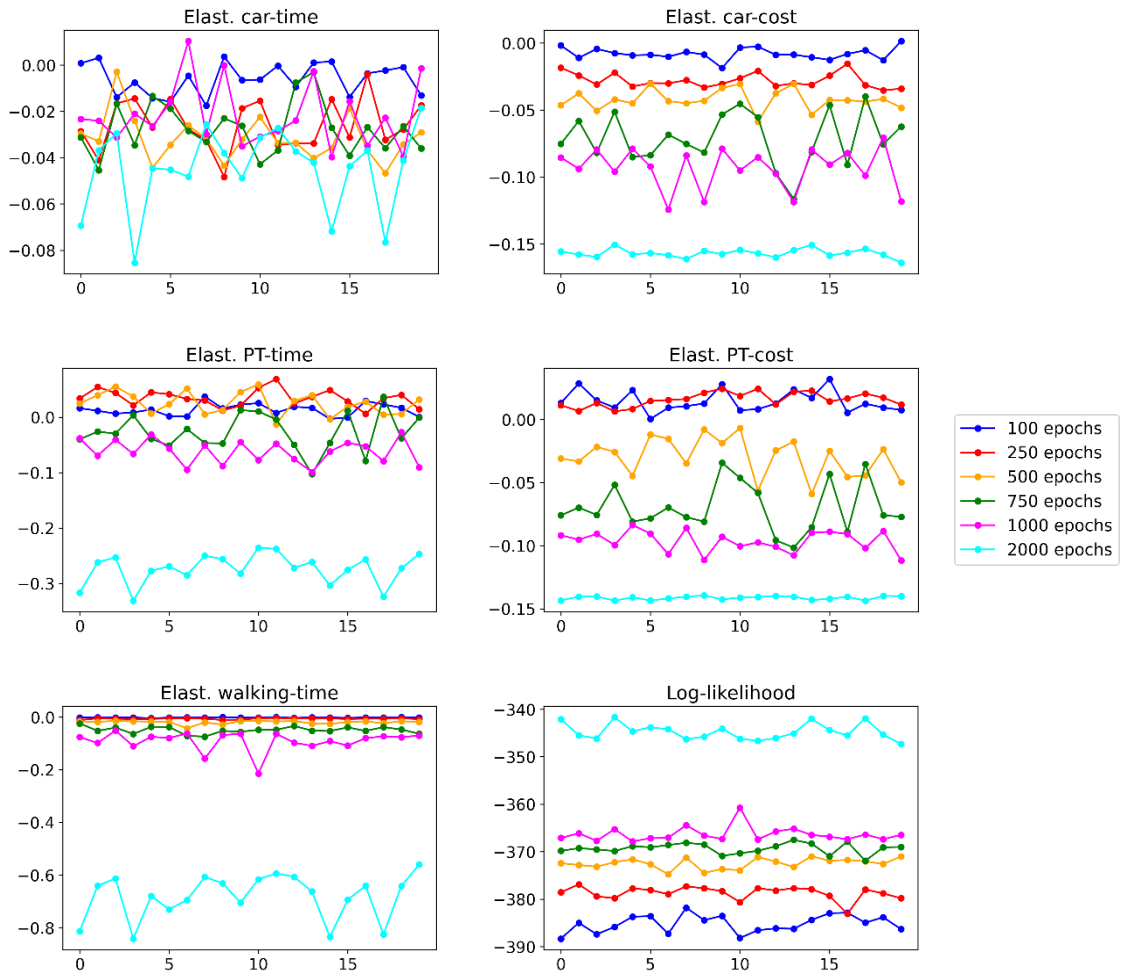 Elast. car-time
0.00
−0.02
−0.04
−0.06
−0.08
0 5 10 15
Elast. car-cost
0.00
−0.05
−0.10
−0.15
0 5 10 15
Elast. PT-time
0.0
−0.1
−0.2
−0.3
0 5 10 15
Elast. PT-cost
0.00
−0.05
−0.10
−0.15
0 5 10 15
100 epochs
250 epochs
500 epochs
750 epochs
1000 epochs
2000 epochs
Elast. walking-time
0.0
−0.2
−0.4
−0.6
−0.8
0 5 10 15
Log-likelihood
−340
−350
−360
−370
−380
−390
0 5 10 15